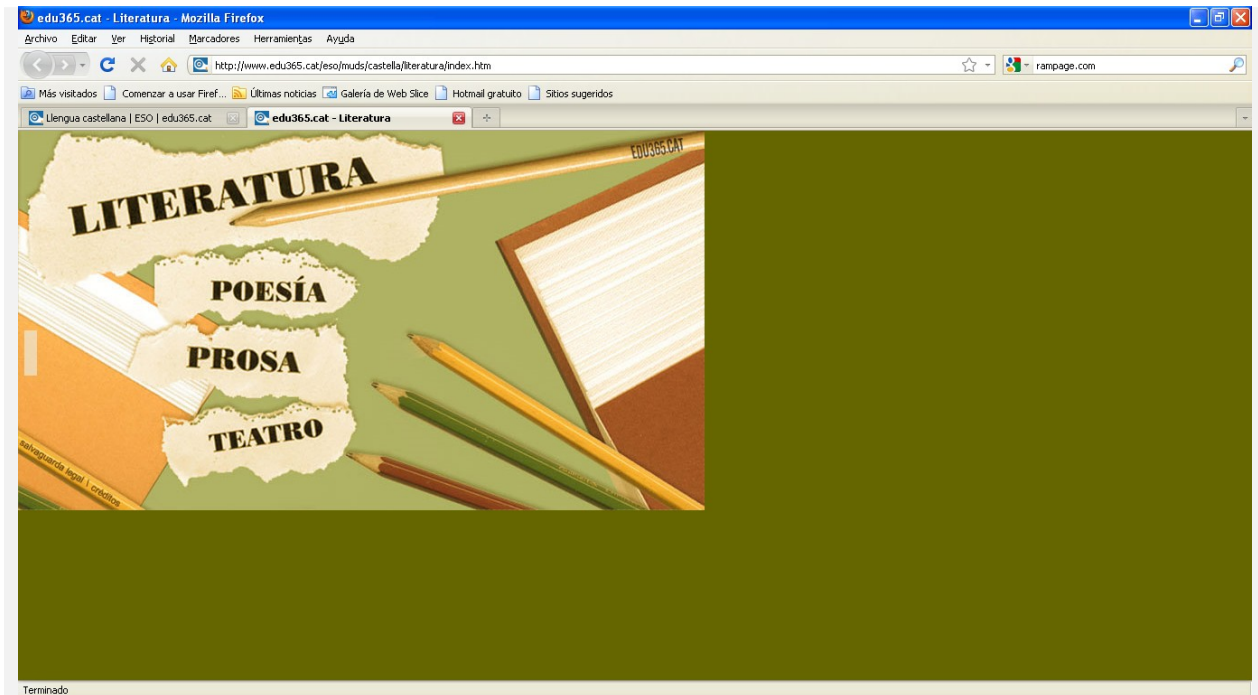 edu365.cat - Literatura - Mozilla Firefox
Archivo Editar Ver Historial Marcadores Herramientas Ayuda
http://www.edu365.cat/eso/muds/castella/literatura/index.htm rampage.com
Más visitados Comenzar a usar Firef... Últimas noticias Galería de Web Slice Hotmail gratuito Sitios sugeridos
Llengua castellana | ESO | edu365.cat edu365.cat - Literatura
EDU365.CAT
LITERATURA
POESÍA
PROSA
TEATRO
salvaguarda legal i créditos
Terminado